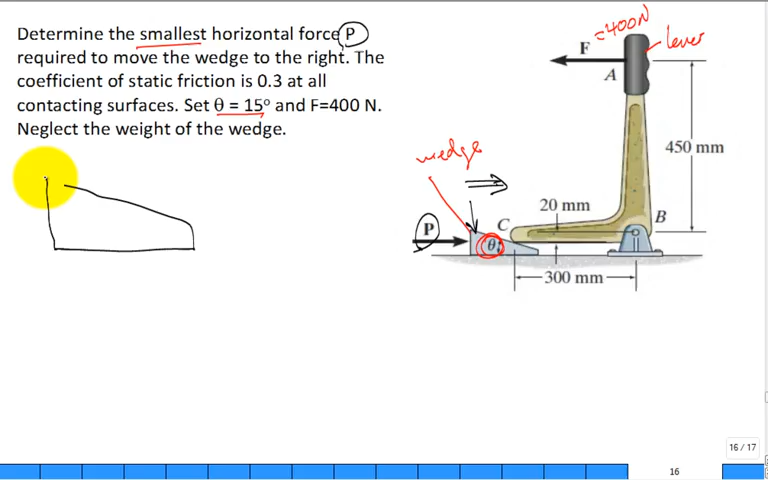 Determine the smallest horizontal force P
required to move the wedge to the right. The
coefficient of static friction is 0.3 at all
contacting surfaces. Set θ = 15° and F=400 N.
Neglect the weight of the wedge.
=400N
lever
F
A
450 mm
wedge
20 mm
B
C
P
θ
300 mm
16 / 17
16